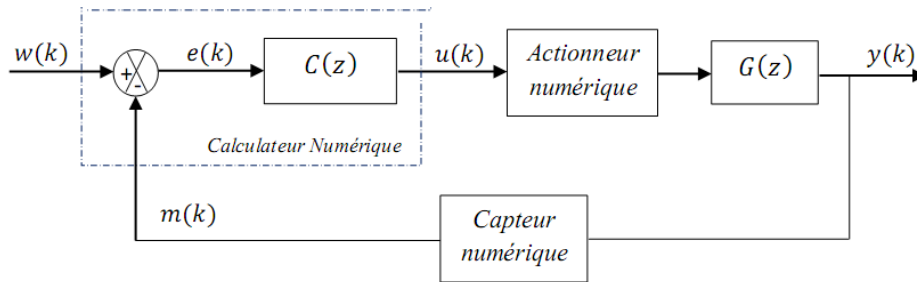 w(k)
+
-
e(k)
C(z)
u(k)
Actionneur
numérique
G(z)
y(k)
Calculateur Numérique
m(k)
Capteur
numérique